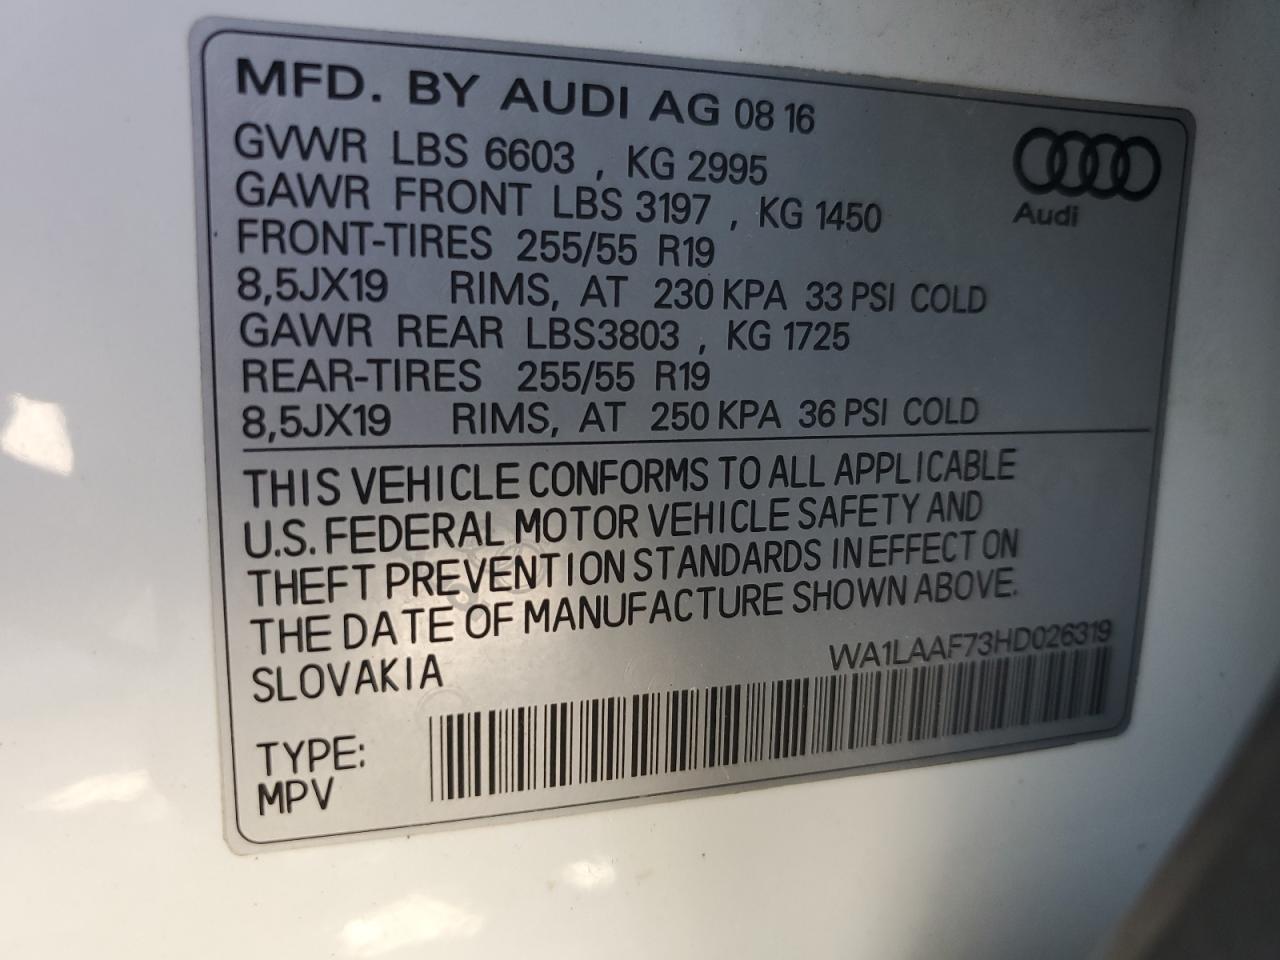 MFD. BY AUDI AG 08 16
GVWR LBS 6603 , KG 2995
GAWR FRONT LBS 3197 , KG 1450
FRONT-TIRES 255/55 R19
8,5JX19 RIMS, AT 230 KPA 33 PSI COLD
GAWR REAR LBS3803 , KG 1725
REAR-TIRES 255/55 R19
8,5JX19 RIMS, AT 250 KPA 36 PSI COLD
Audi
THIS VEHICLE CONFORMS TO ALL APPLICABLE
U.S. FEDERAL MOTOR VEHICLE SAFETY AND
THEFT PREVENTION STANDARDS IN EFFECT ON
THE DATE OF MANUFACTURE SHOWN ABOVE.
SLOVAKIA
WA1LAAF73HD026319
TYPE:
MPV